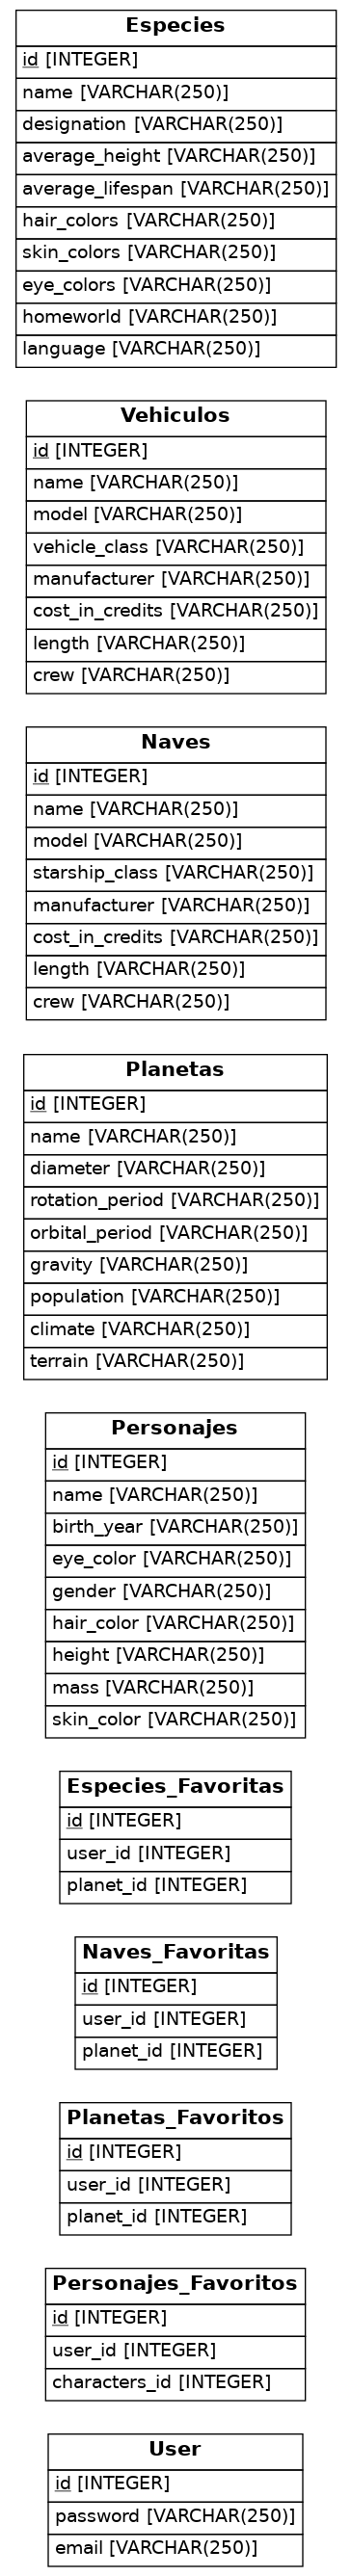 Especies
id [INTEGER]
name [VARCHAR(250)]
designation [VARCHAR(250)]
average_height [VARCHAR(250)]
average_lifespan [VARCHAR(250)]
hair_colors [VARCHAR(250)]
skin_colors [VARCHAR(250)]
eye_colors [VARCHAR(250)]
homeworld [VARCHAR(250)]
language [VARCHAR(250)]
Vehiculos
id [INTEGER]
name [VARCHAR(250)]
model [VARCHAR(250)]
vehicle_class [VARCHAR(250)]
manufacturer [VARCHAR(250)]
cost_in_credits [VARCHAR(250)]
length [VARCHAR(250)]
crew [VARCHAR(250)]
Naves
id [INTEGER]
name [VARCHAR(250)]
model [VARCHAR(250)]
starship_class [VARCHAR(250)]
manufacturer [VARCHAR(250)]
cost_in_credits [VARCHAR(250)]
length [VARCHAR(250)]
crew [VARCHAR(250)]
Planetas
id [INTEGER]
name [VARCHAR(250)]
diameter [VARCHAR(250)]
rotation_period [VARCHAR(250)]
orbital_period [VARCHAR(250)]
gravity [VARCHAR(250)]
population [VARCHAR(250)]
climate [VARCHAR(250)]
terrain [VARCHAR(250)]
Personajes
id [INTEGER]
name [VARCHAR(250)]
birth_year [VARCHAR(250)]
eye_color [VARCHAR(250)]
gender [VARCHAR(250)]
hair_color [VARCHAR(250)]
height [VARCHAR(250)]
mass [VARCHAR(250)]
skin_color [VARCHAR(250)]
Especies_Favoritas
id [INTEGER]
user_id [INTEGER]
planet_id [INTEGER]
Naves_Favoritas
id [INTEGER]
user_id [INTEGER]
planet_id [INTEGER]
Planetas_Favoritos
id [INTEGER]
user_id [INTEGER]
planet_id [INTEGER]
Personajes_Favoritos
id [INTEGER]
user_id [INTEGER]
characters_id [INTEGER]
User
id [INTEGER]
password [VARCHAR(250)]
email [VARCHAR(250)]